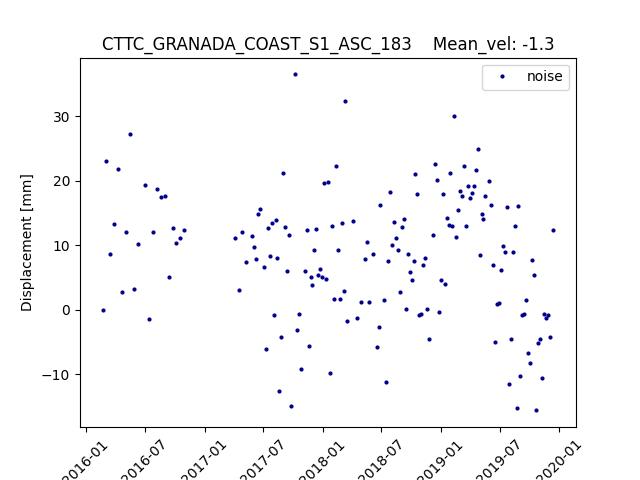 CTTC_GRANADA_COAST_S1_ASC_183    Mean_vel: -1.3
noise
Displacement [mm]
30
20
10
0
−10
2016-01 2016-07 2017-01 2017-07 2018-01 2018-07 2019-01 2019-07 2020-01